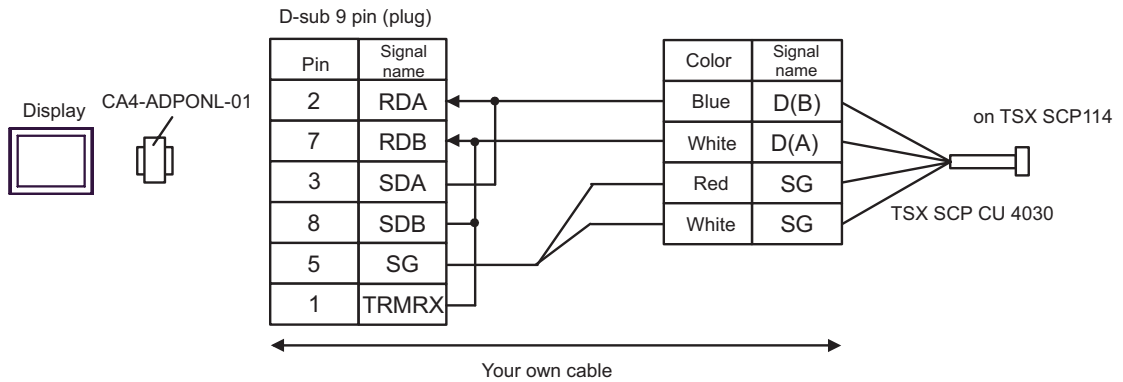 D-sub 9 pin (plug)
Display
CA4-ADPONL-01
Pin Signal name
2 RDA
7 RDB
3 SDA
8 SDB
5 SG
1 TRMRX
Color Signal name
Blue D(B)
White D(A)
Red SG
White SG
on TSX SCP114
TSX SCP CU 4030
Your own cable